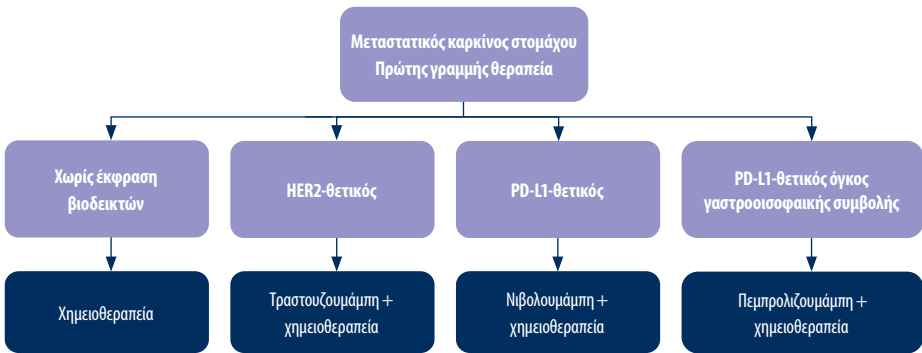 Μεταστατικός καρκίνος στομάχου
Πρώτης γραμμής θεραπεία
Χωρίς έκφραση
βιοδεικτών
HER2-θετικός
PD-L1-θετικός
PD-L1-θετικός όγκος
γαστροοισοφαικής συμβολής
Χημειοθεραπεία
Τραστουζουμάμπη +
χημειοθεραπεία
Νιβολουμάμπη +
χημειοθεραπεία
Πεμπρολιζουμάμπη +
χημειοθεραπεία